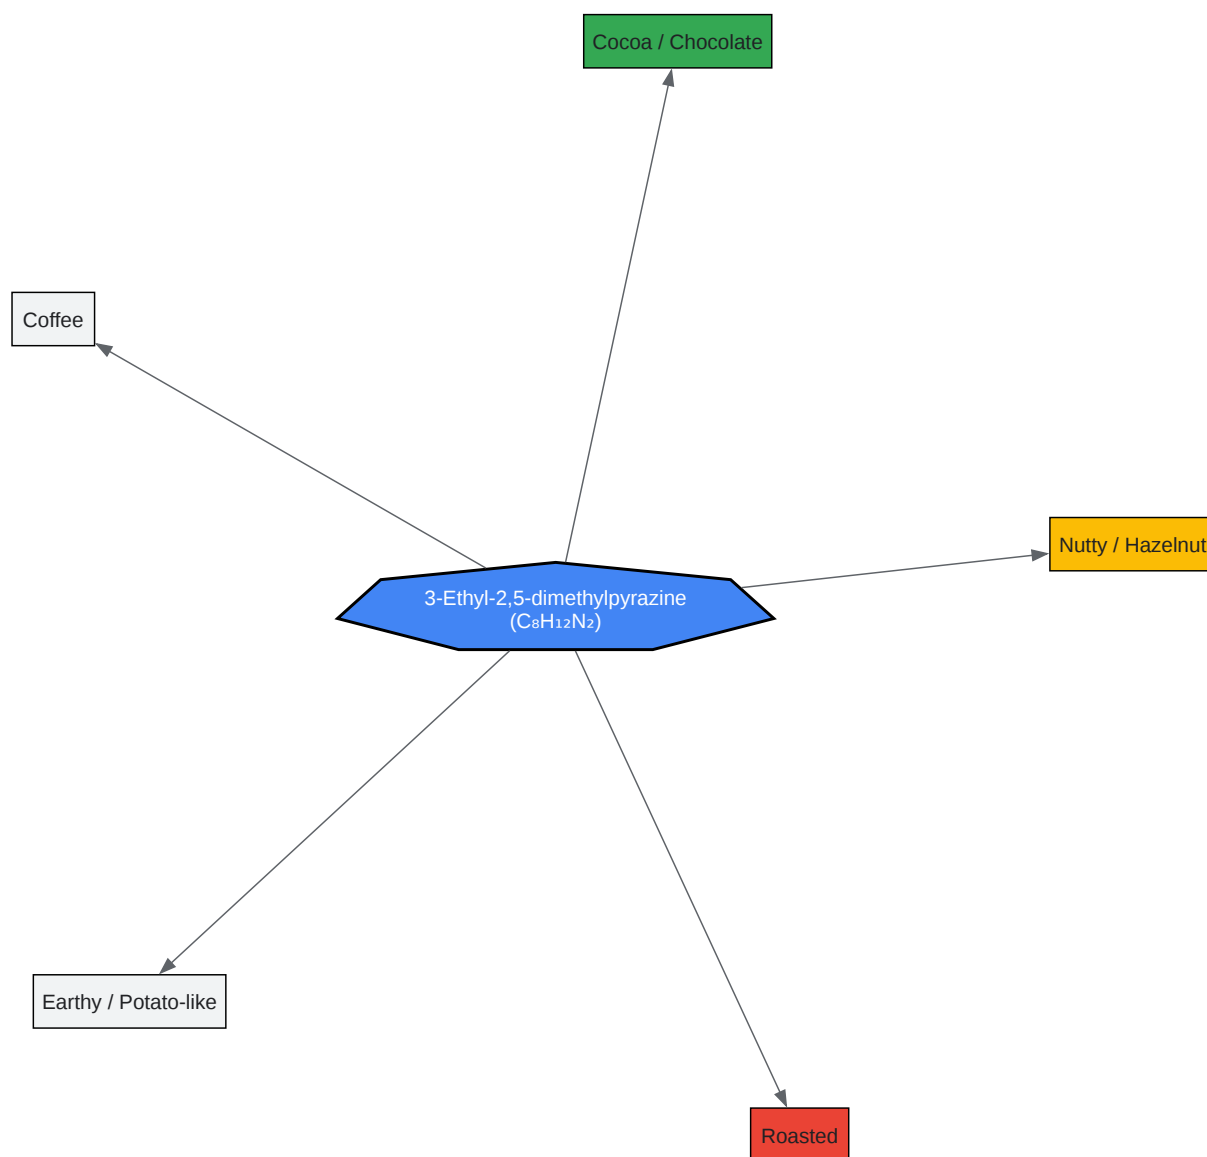 Cocoa / Chocolate
Coffee
Nutty / Hazelnut
3-Ethyl-2,5-dimethylpyrazine
(C₈H₁₂N₂)
Earthy / Potato-like
Roasted